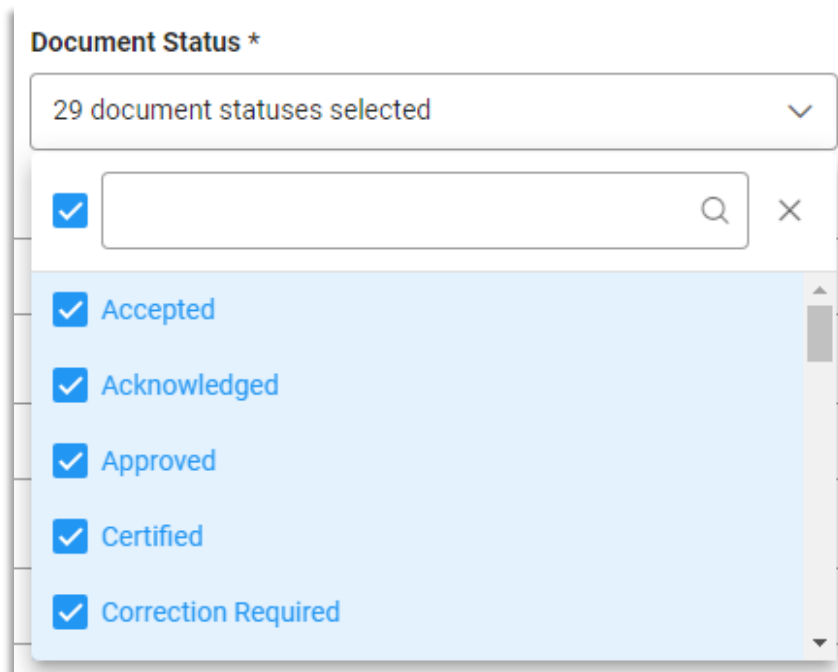 Document Status *
29 document statuses selected
Accepted
Acknowledged
Approved
Certified
Correction Required